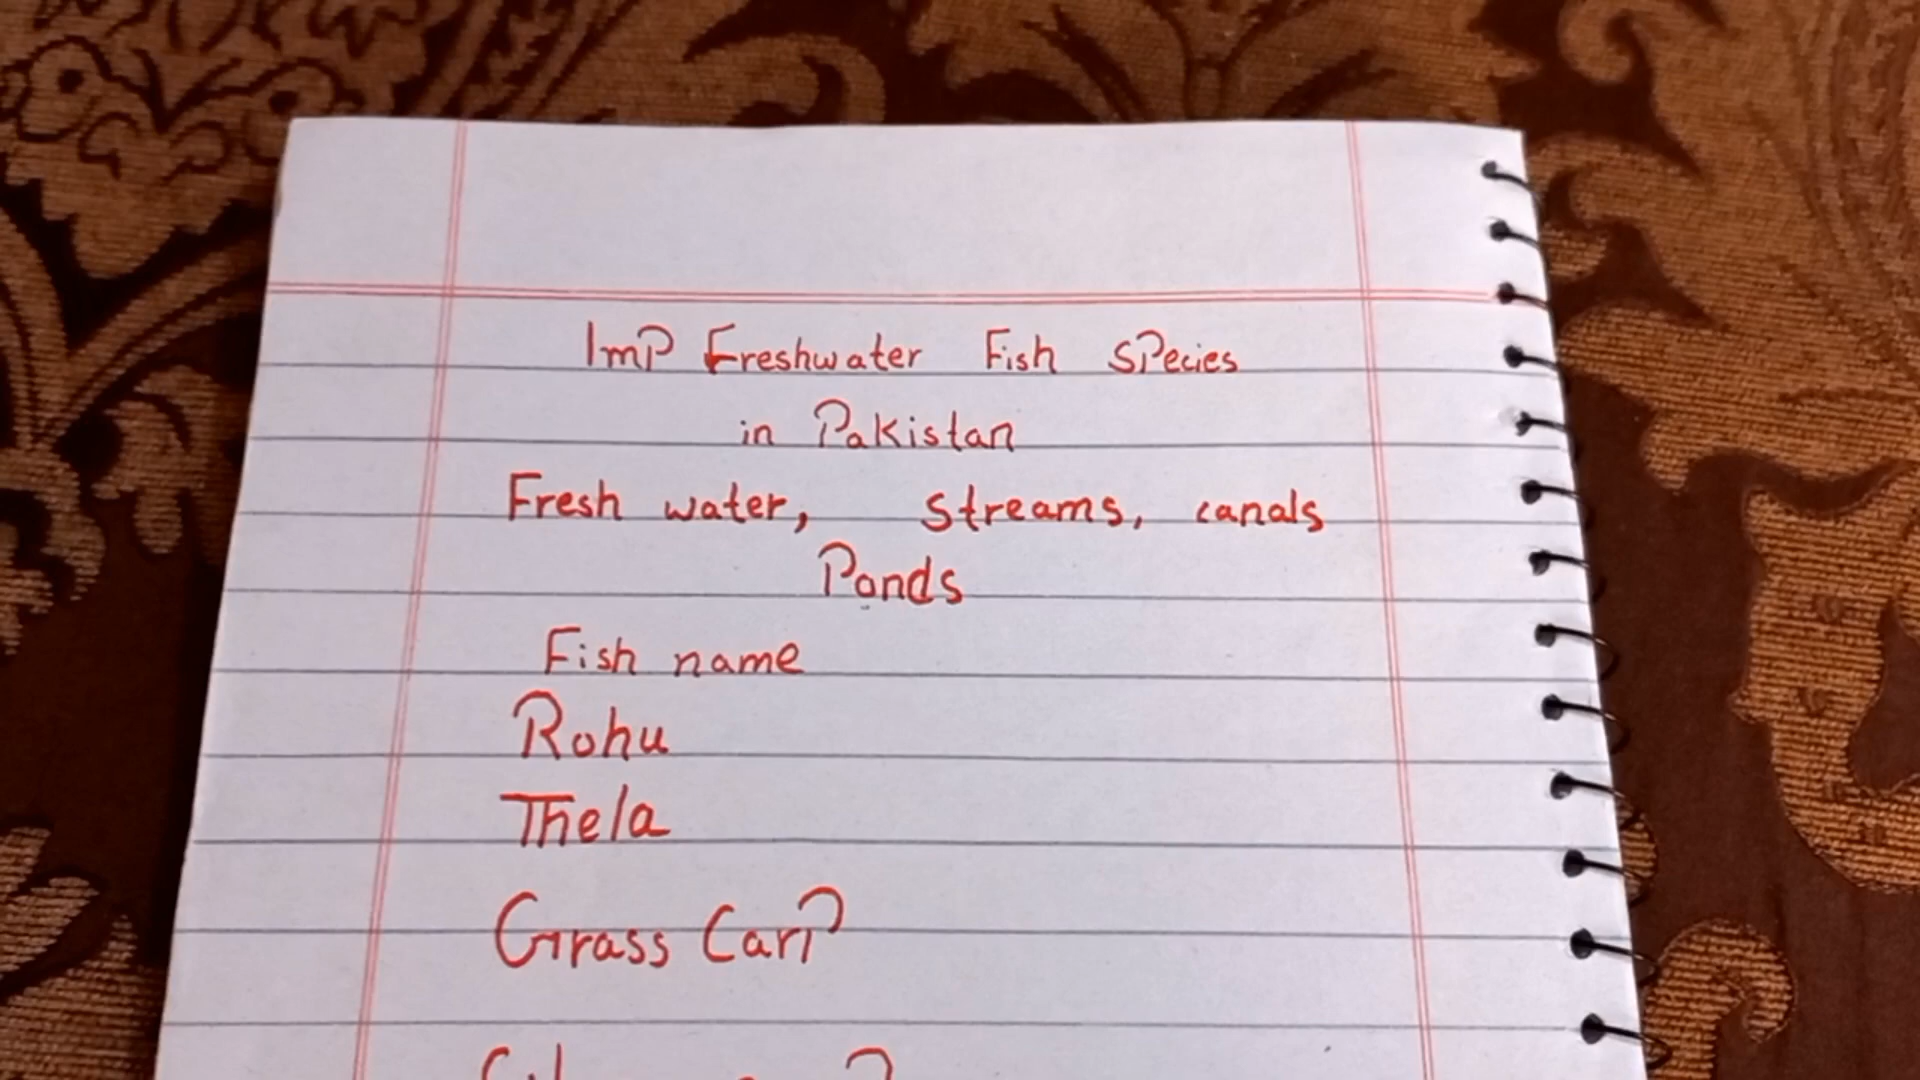 Imp Freshwater Fish Species
in Pakistan
Fresh water, streams, canals
Ponds
Fish name
Rohu
Thela
Grass Carp